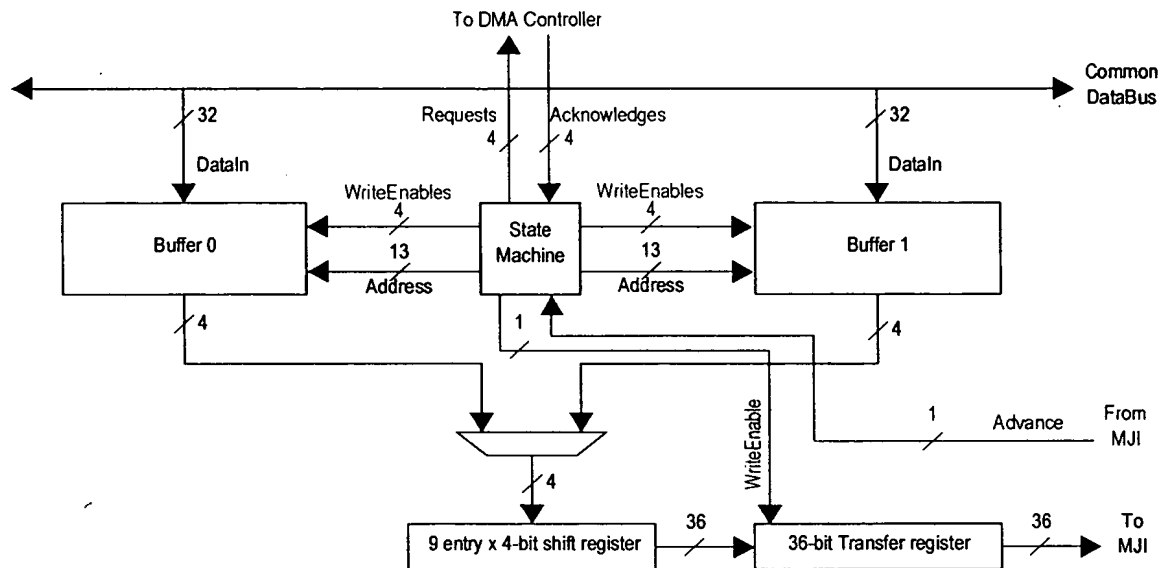 To DMA Controller
Common
DataBus
32
Requests
4
Acknowledges
4
32
DataIn
DataIn
WriteEnables
4
WriteEnables
4
Buffer 0
State
Machine
Buffer 1
13
Address
13
Address
4
1
4
WriteEnable
1
Advance
From
MJI
4
9 entry x 4-bit shift register
36
36-bit Transfer register
36
To
MJI